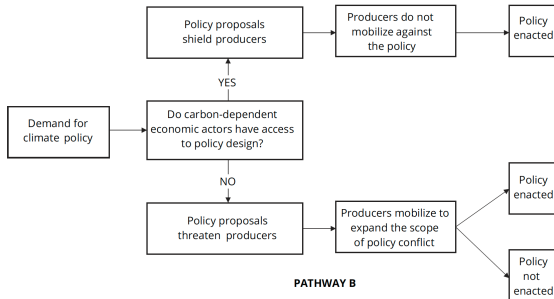 Policy proposals
shield producers
Producers do not
mobilize against
the policy
Policy
enacted
YES
Demand for
climate policy
Do carbon-dependent
economic actors have access
to policy design?
NO
Policy proposals
threaten producers
Producers mobilize to
expand the scope
of policy conflict
Policy
enacted
Policy
not
enacted
PATHWAY B